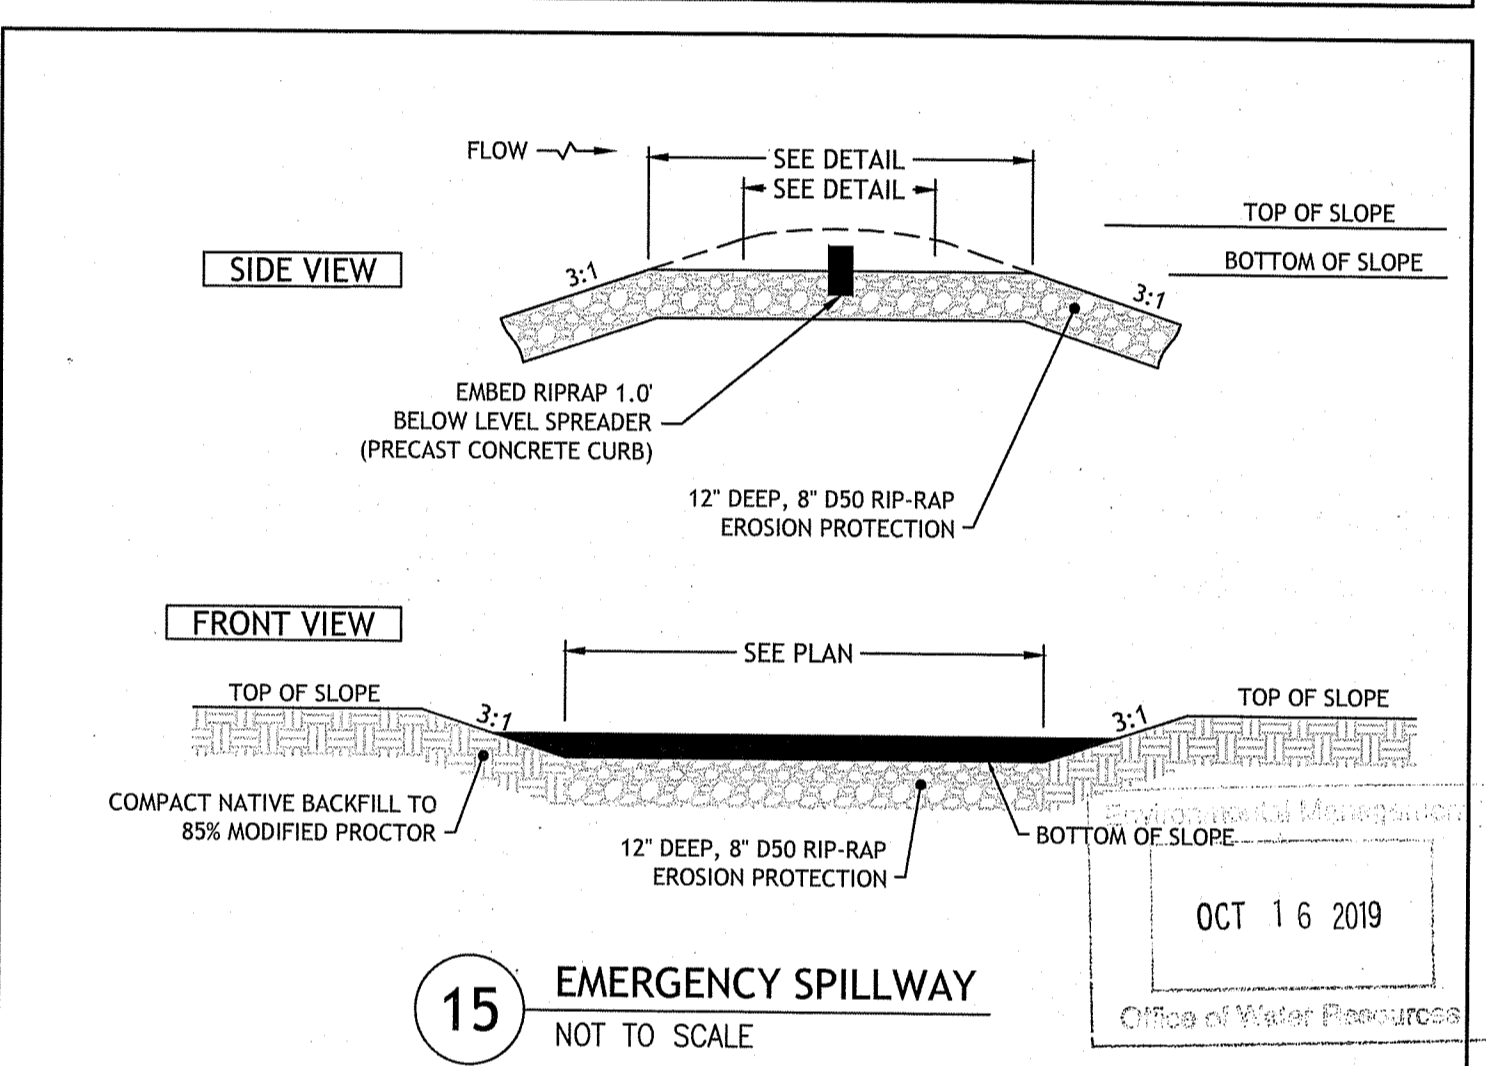 FLOW
SEE DETAIL
SEE DETAIL
TOP OF SLOPE
BOTTOM OF SLOPE
SIDE VIEW
3:1
3:1
EMBED RIPRAP 1.0'
BELOW LEVEL SPREADER
(PRECAST CONCRETE CURB)
12" DEEP, 8" D50 RIP-RAP
EROSION PROTECTION
FRONT VIEW
SEE PLAN
TOP OF SLOPE
3:1
3:1
TOP OF SLOPE
COMPACT NATIVE BACKFILL TO
85% MODIFIED PROCTOR
12" DEEP, 8" D50 RIP-RAP
EROSION PROTECTION
BOTTOM OF SLOPE
Environmental Management
OCT 16 2019
Office of Water Resources
15
EMERGENCY SPILLWAY
NOT TO SCALE